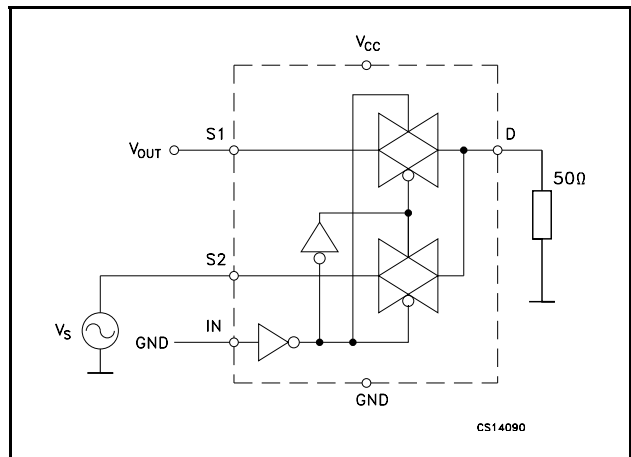 VCC
S1
D
VOUT
50Ω
S2
IN
VS
GND
GND
CS14090